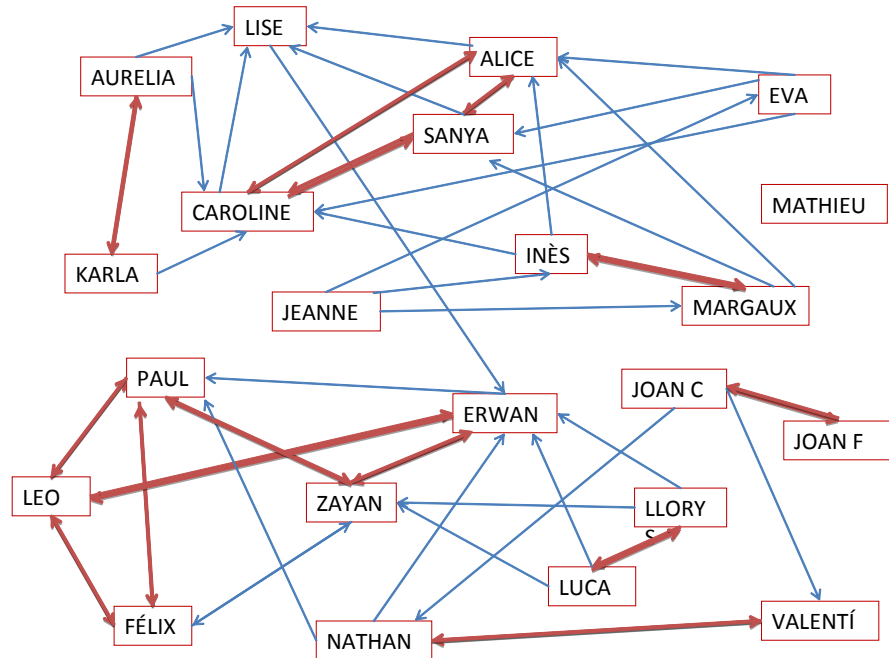 LISE
ALICE
AURELIA
EVA
SANYA
CAROLINE
MATHIEU
INÈS
KARLA
JEANNE
MARGAUX
PAUL
JOAN C
ERWAN
JOAN F
LEO
ZAYAN
LLORY
S
LUCA
FÉLIX
NATHAN
VALENTÍ